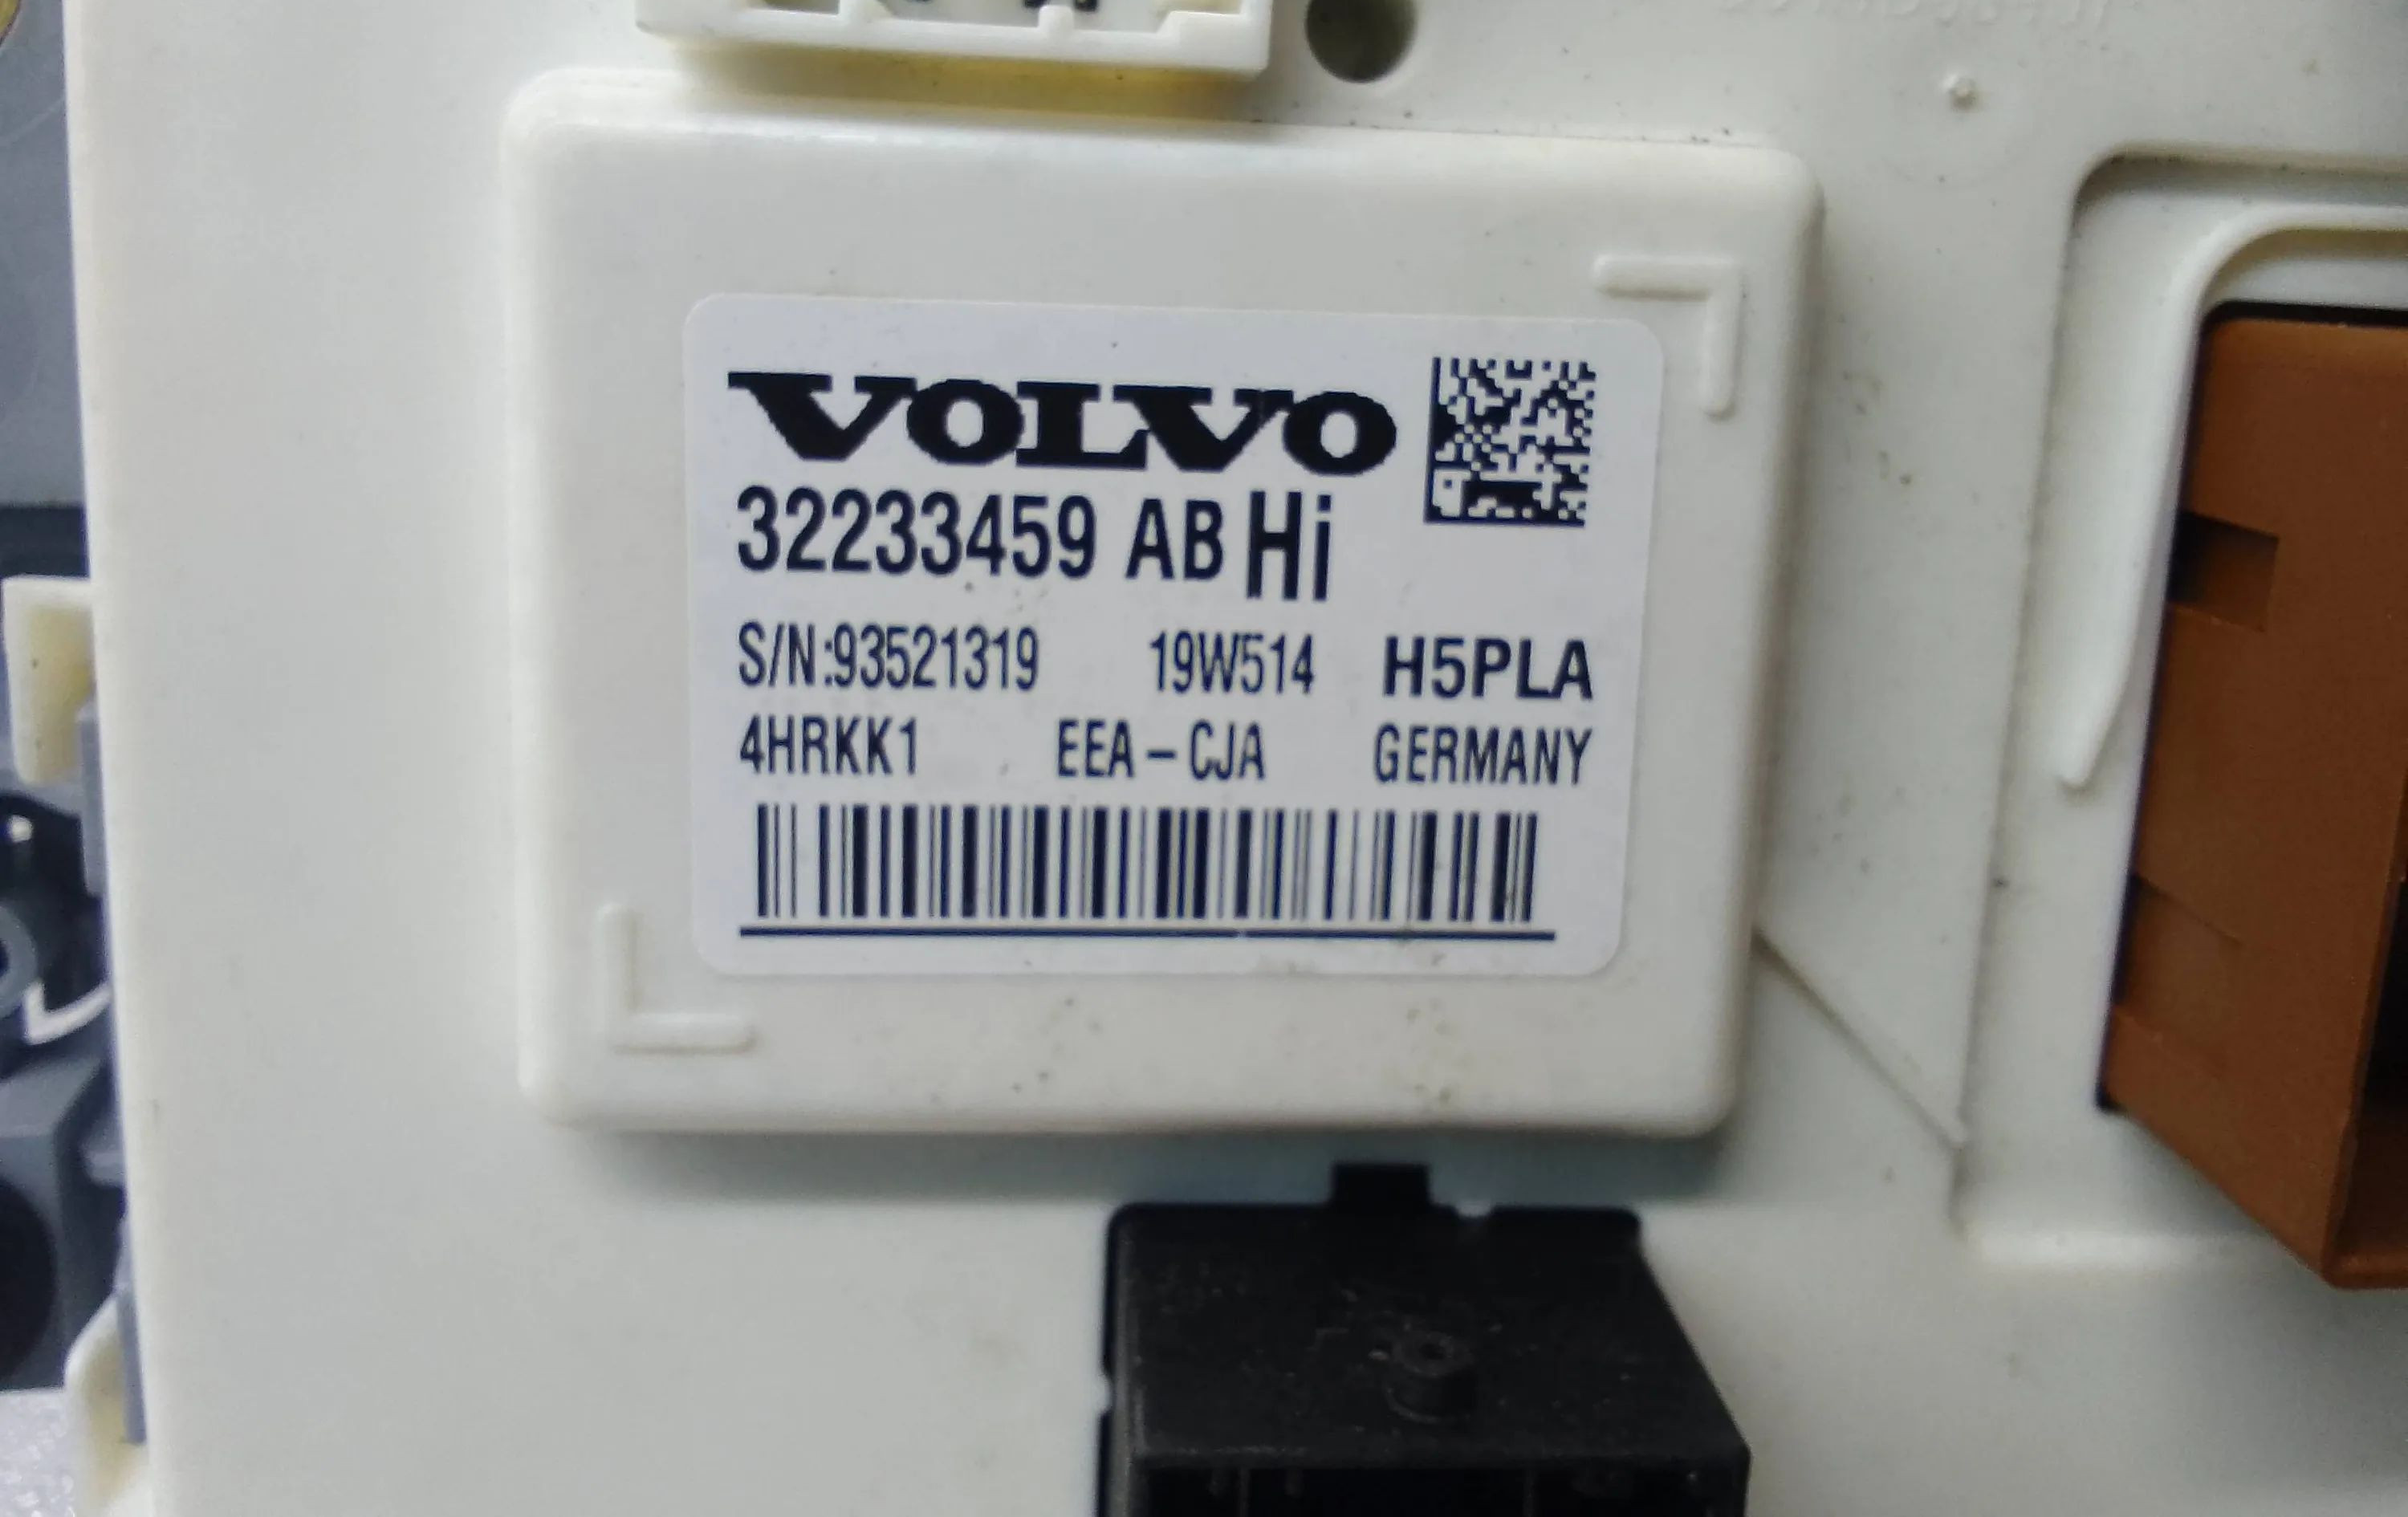 VOLVO
32233459 AB Hi
S/N:93521319 19W514 H5PLA
4HRKK1 EEA-CJA GERMANY